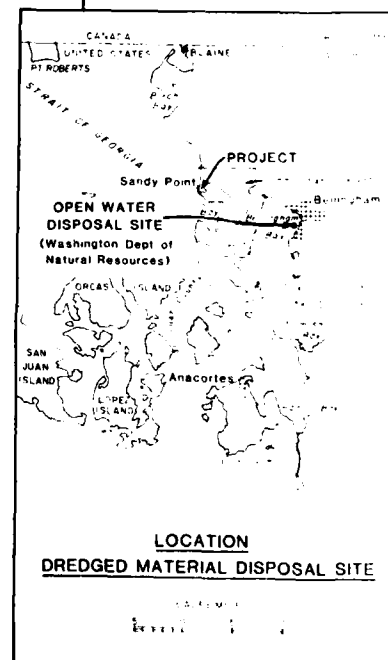 CANADA
UNITED STATES
BLAINE
PT. ROBERTS
STRAIT OF GEORGIA
PROJECT
Sandy Point
OPEN WATER
DISPOSAL SITE
(Washington Dept of
Natural Resources)
Bellingham
Bay
ORCAS ISLAND
SAN
JUAN
ISLAND
LOPEZ
ISLAND
Anacortes
LOCATION
DREDGED MATERIAL DISPOSAL SITE